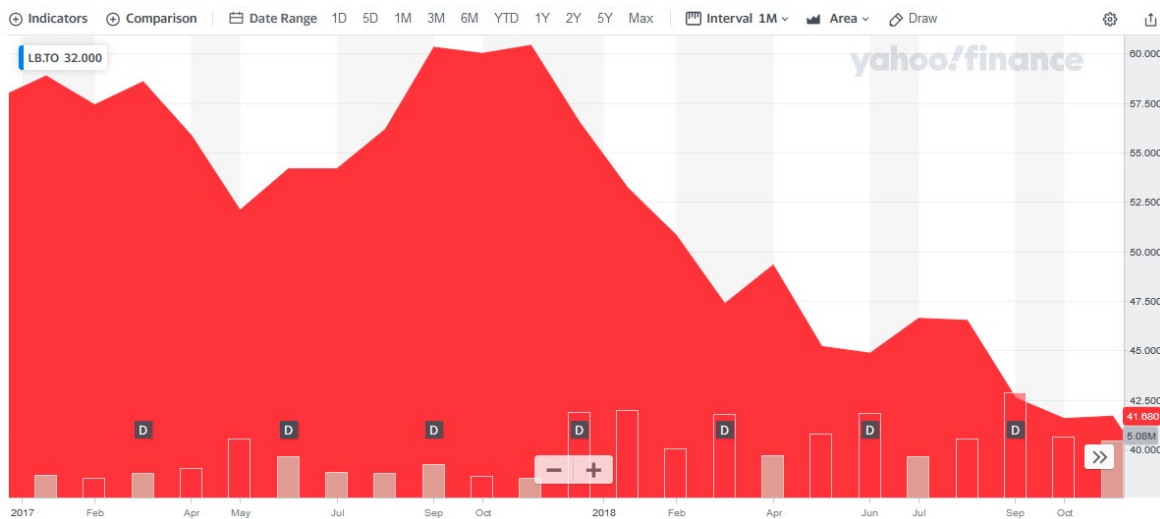 Indicators Comparison Date Range 1D 5D 1M 3M 6M YTD 1Y 2Y 5Y Max Interval 1M Area Draw
LB.TO 32.000
yahoo!finance
60.000
57.500
55.000
52.500
50.000
47.500
45.000
42.500
41.680
5.08M
40.000
D D D D D D D
− +
2017 Feb Apr May Jul Sep Oct 2018 Feb Apr Jun Jul Sep Oct